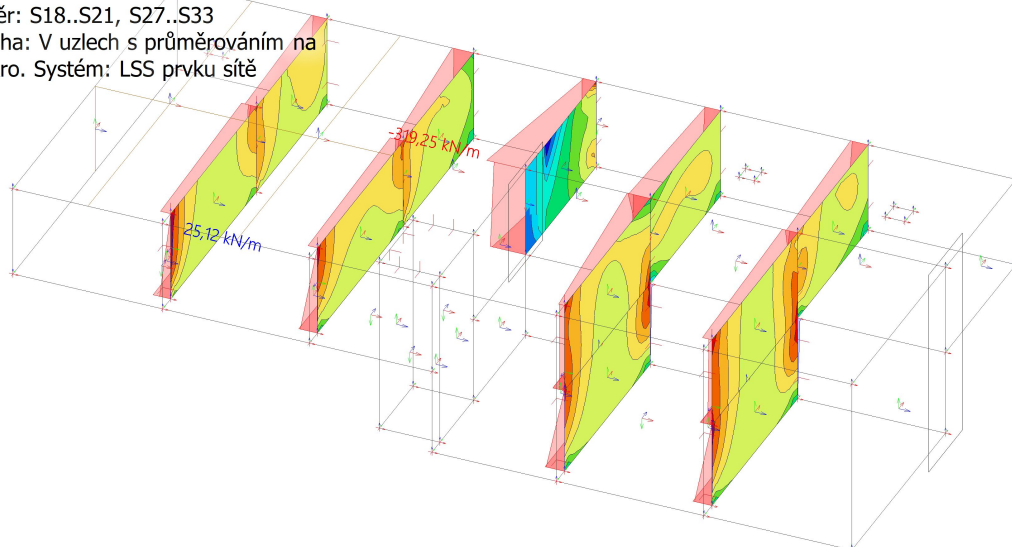 ěr: S18..S21, S27..S33
ha: V uzlech s průměrováním na
ro. Systém: LSS prvku sítě
-319,25 kN/m
25,12 kN/m